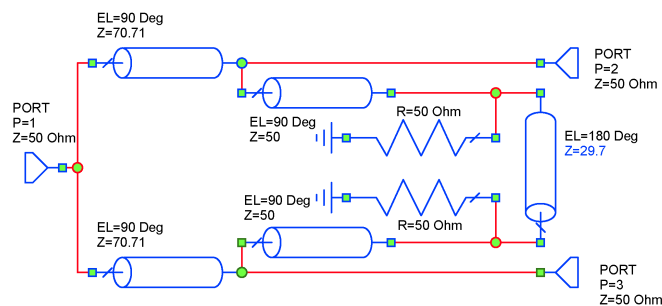 EL=90 Deg
Z=70.71
PORT
P=2
Z=50 Ohm
PORT
P=1
Z=50 Ohm
EL=90 Deg
Z=50
R=50 Ohm
EL=180 Deg
Z=29.7
EL=90 Deg
Z=50
R=50 Ohm
EL=90 Deg
Z=70.71
PORT
P=3
Z=50 Ohm